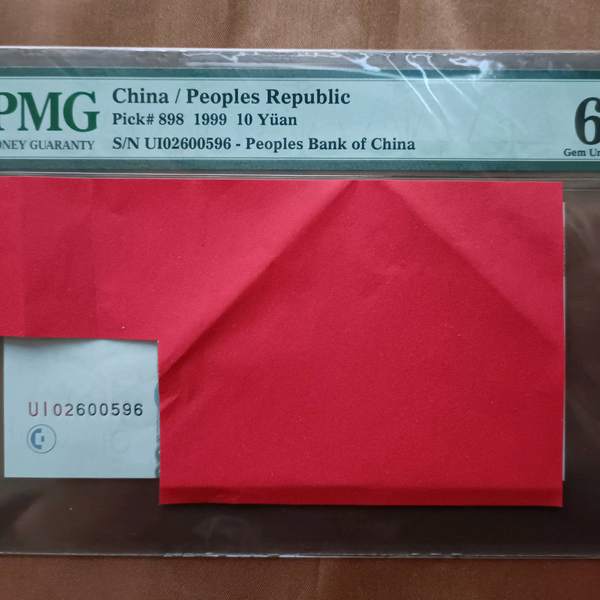 PMG
China / Peoples Republic
Pick# 898 1999 10 Yüan
S/N UI02600596 - Peoples Bank of China
ONEY GUARANTY
6
Gem Un
UI02600596